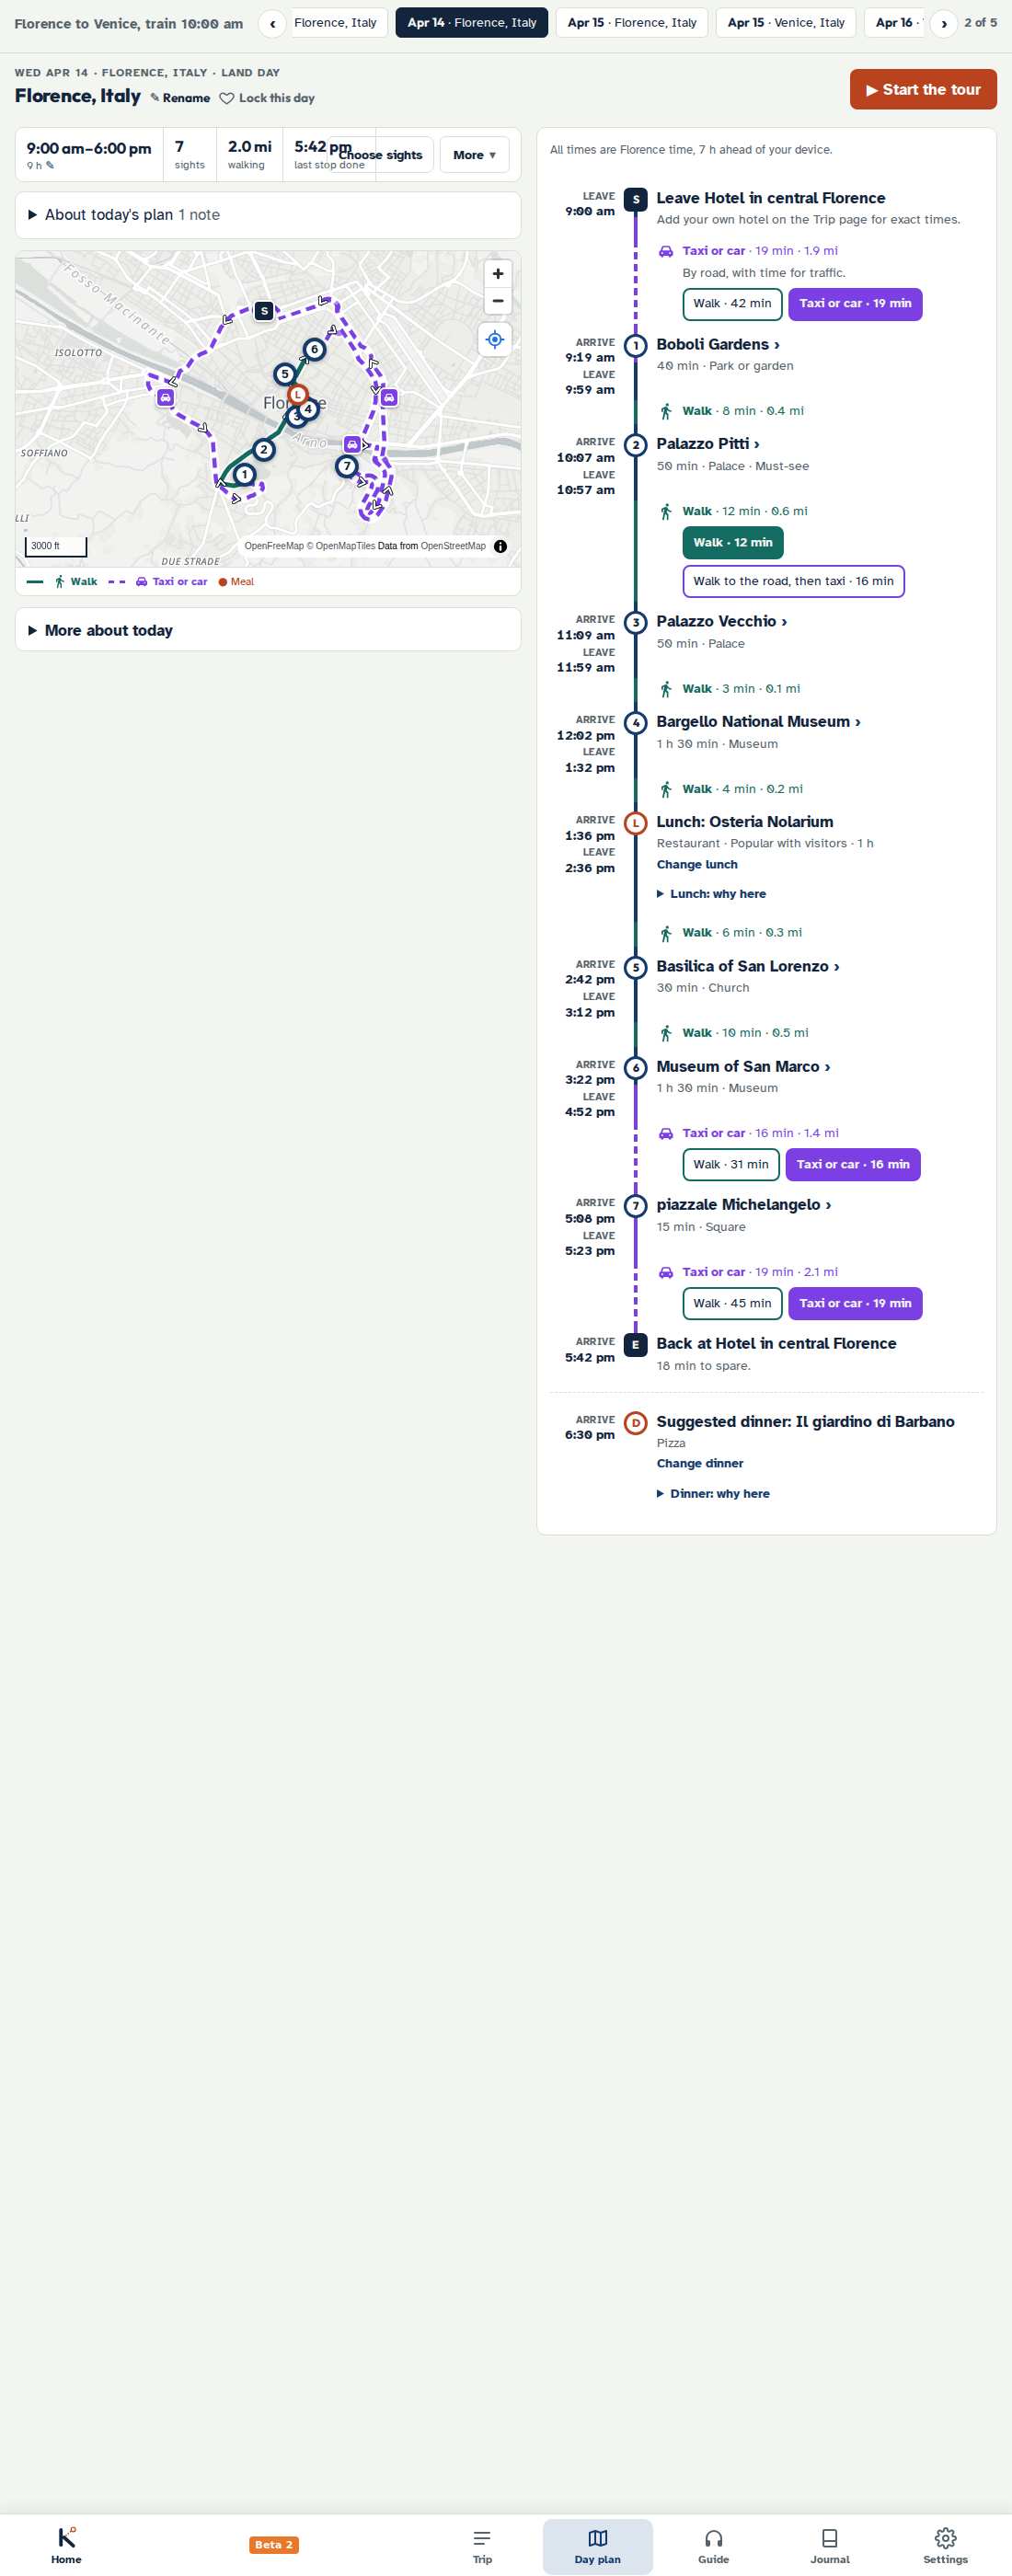 Florence to Venice, train 10:00 am
‹
Florence, Italy
Apr 14 · Florence, Italy
Apr 15 · Florence, Italy
Apr 15 · Venice, Italy
Apr 16 ·
›
2 of 5
WED APR 14 · FLORENCE, ITALY · LAND DAY
Florence, Italy ✎ Rename Lock this day
▶ Start the tour
9:00 am–6:00 pm
9 h ✎
7
sights
2.0 mi
walking
5:42 pm
last stop done
Choose sights
More ▾
▶ About today's plan 1 note
Fosso Macinante
ISOLOTTO
SOFFIANO
Arno
LLI
DUE STRADE
S
6
5
L
3
4
2
1
7
+
−
3000 ft
OpenFreeMap © OpenMapTiles Data from OpenStreetMap
Walk Taxi or car Meal
▶ More about today
All times are Florence time, 7 h ahead of your device.
LEAVE
9:00 am
S
Leave Hotel in central Florence
Add your own hotel on the Trip page for exact times.
Taxi or car · 19 min · 1.9 mi
By road, with time for traffic.
Walk · 42 min
Taxi or car · 19 min
ARRIVE
9:19 am
LEAVE
9:59 am
1
Boboli Gardens ›
40 min · Park or garden
Walk · 8 min · 0.4 mi
ARRIVE
10:07 am
LEAVE
10:57 am
2
Palazzo Pitti ›
50 min · Palace · Must-see
Walk · 12 min · 0.6 mi
Walk · 12 min
Walk to the road, then taxi · 16 min
ARRIVE
11:09 am
LEAVE
11:59 am
3
Palazzo Vecchio ›
50 min · Palace
Walk · 3 min · 0.1 mi
ARRIVE
12:02 pm
LEAVE
1:32 pm
4
Bargello National Museum ›
1 h 30 min · Museum
Walk · 4 min · 0.2 mi
ARRIVE
1:36 pm
LEAVE
2:36 pm
L
Lunch: Osteria Nolarium
Restaurant · Popular with visitors · 1 h
Change lunch
▶ Lunch: why here
Walk · 6 min · 0.3 mi
ARRIVE
2:42 pm
LEAVE
3:12 pm
5
Basilica of San Lorenzo ›
30 min · Church
Walk · 10 min · 0.5 mi
ARRIVE
3:22 pm
LEAVE
4:52 pm
6
Museum of San Marco ›
1 h 30 min · Museum
Taxi or car · 16 min · 1.4 mi
Walk · 31 min
Taxi or car · 16 min
ARRIVE
5:08 pm
LEAVE
5:23 pm
7
piazzale Michelangelo ›
15 min · Square
Taxi or car · 19 min · 2.1 mi
Walk · 45 min
Taxi or car · 19 min
ARRIVE
5:42 pm
E
Back at Hotel in central Florence
18 min to spare.
ARRIVE
6:30 pm
D
Suggested dinner: Il giardino di Barbano
Pizza
Change dinner
▶ Dinner: why here
Home
Beta 2
Trip
Day plan
Guide
Journal
Settings